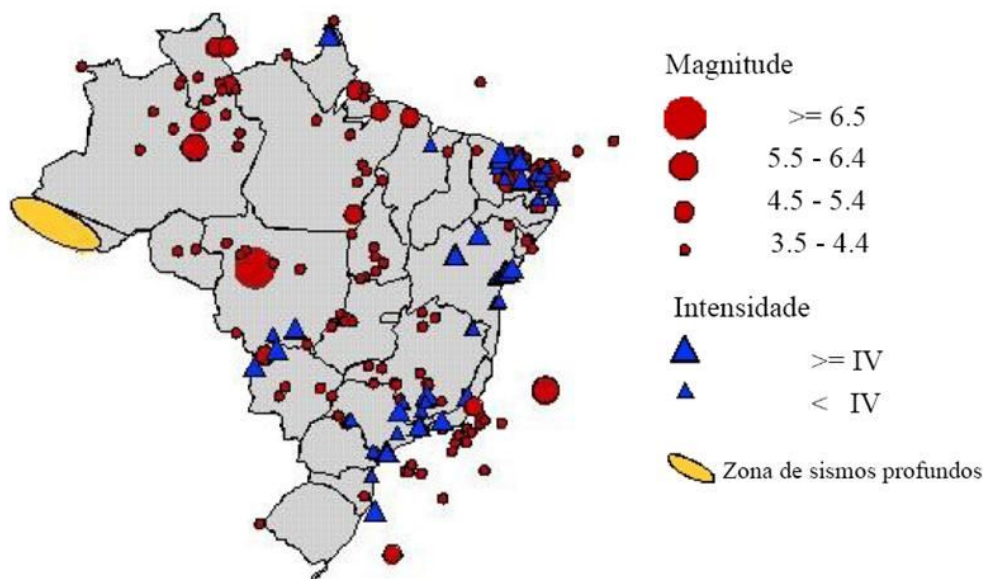 Magnitude
>= 6.5
5.5 - 6.4
4.5 - 5.4
3.5 - 4.4
Intensidade
>= IV
< IV
Zona de sismos profundos